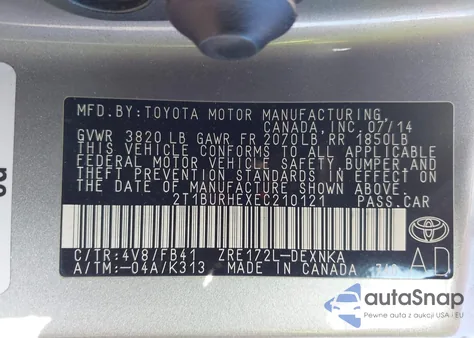 MFD.BY:TOYOTA MOTOR MANUFACTURING,
CANADA, INC. 07/14
GVWR 3820 LB GAWR FR 2070LB RR 1850LB
THIS VEHICLE CONFORMS TO ALL APPLICABLE
FEDERAL MOTOR VEHICLE SAFETY, BUMPER, AND
THEFT PREVENTION STANDARDS IN EFFECT ON
THE DATE OF MANUFACTURE SHOWN ABOVE.
2T1BURHEXEC210121 PASS.CAR
C/TR:4V8/FB41 ZRE172L-DEXNKA
A/TM:-04A/K313 MADE IN CANADA
AD
TOYOTA
autoSnap
Pewne auta z aukcji USA i EU